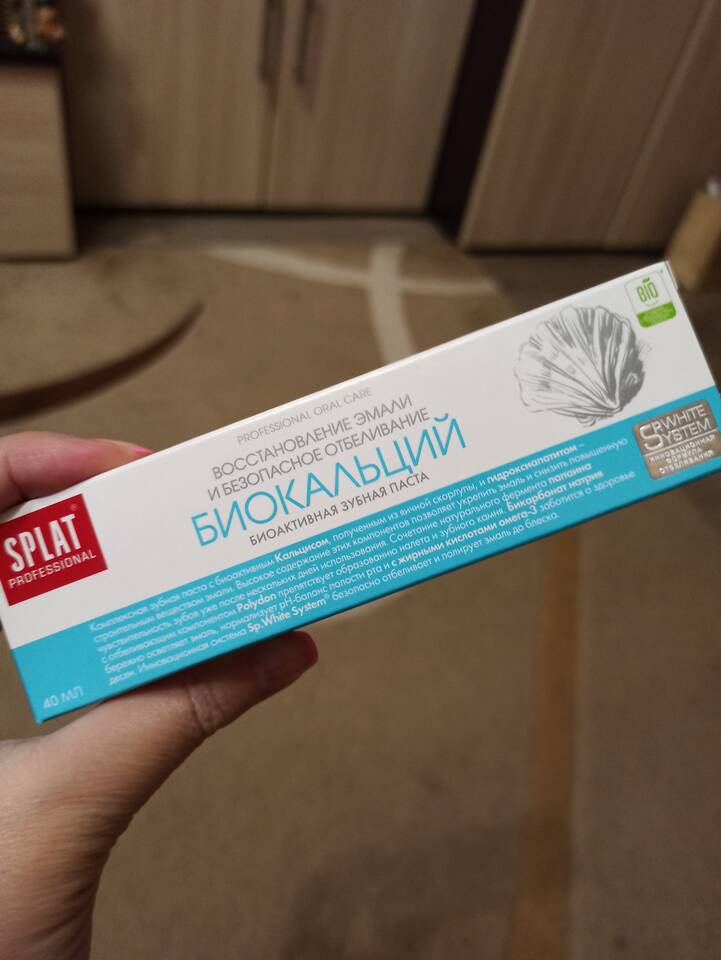 BIO
PROFESSIONAL ORAL CARE
ВОССТАНОВЛЕНИЕ ЭМАЛИ
И БЕЗОПАСНОЕ ОТБЕЛИВАНИЕ
БИОКАЛЬЦИЙ
БИОАКТИВНАЯ ЗУБНАЯ ПАСТА
SPLAT
PROFESSIONAL
SP.WHITE
SYSTEM
ИННОВАЦИОННАЯ
ФОРМУЛА
ОТБЕЛИВАНИЯ
Комплексная зубная паста с биоактивным Кальцисом, полученным из яичной скорлупы, и гидроксиапатитом –
строительным веществом эмали. Высокое содержание этих компонентов позволяет укрепить эмаль и снизить повышенную
чувствительность зубов уже после нескольких дней использования. Сочетание натурального фермента папаина
с отбеливающим компонентом Polydon препятствует образованию налета и зубного камня. Бикарбонат натрия
бережно осветляет эмаль, нормализует pH-баланс полости рта и с жирными кислотами омега-3 заботится о здоровье
десен. Инновационная система Sp.White System® безопасно отбеливает и полирует эмаль до блеска.
40 МЛ